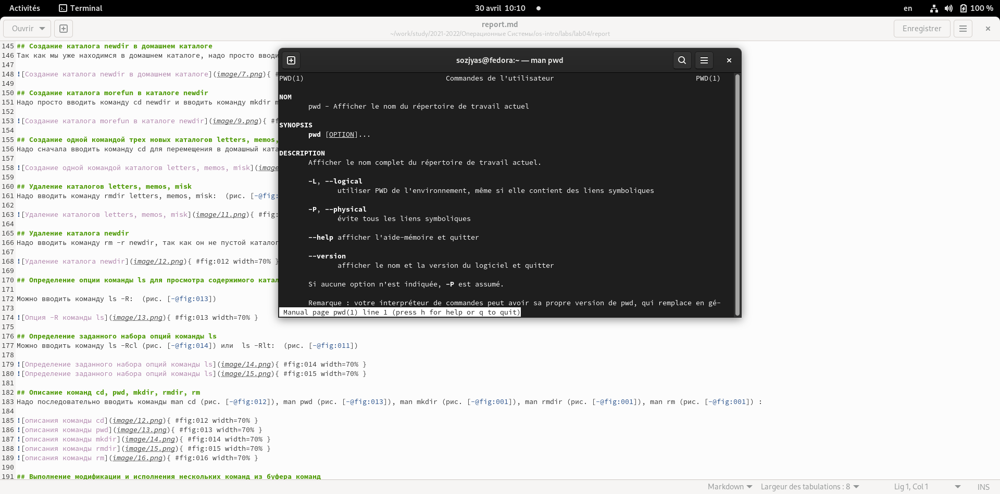 Activités Terminal 30 avril 10:10 en 100 %
Ouvrir report.md Enregistrer
~/work/study/2021-2022/Операционные Системы/os-intro/labs/lab04/report
145 ## Создание каталога newdir в домашнем каталоге
146 Так как мы уже находимся в домашнем каталоге, надо просто вводи
147
148 ![Создание каталога newdir в домашнем каталоге](image/7.png){ #
149
150 ## Создание каталога morefun в каталоге newdir
151 Надо просто вводить команду cd newdir и вводить команду mkdir m
152
153 ![Создание каталога morefun в каталоге newdir](image/9.png){ #f
154
155 ## Создание одной командой трех новых каталогов letters, memos,
156 Надо сначала вводить команду cd для перемещения в домашный ката
157
158 ![Создание одной командой каталогов letters, memos, misk](image
159
160 ## Удаление каталогов letters, memos, misk
161 Надо вводить команду rmdir letters, memos, misk:  (рис. [-@fig:
162
163 ![Удаление каталогов letters, memos, misk](image/11.png){ #fig:
164
165 ## Удаление каталога newdir
166 Надо вводить команду rm -r newdir, так как он не пустой каталог
167
168 ![Удаление каталога newdir](image/12.png){ #fig:012 width=70% }
169
170 ## Определение опции команды ls для просмотра содержимого катал
171
172 Можно вводить команду ls -R:  (рис. [-@fig:013])
173
174 ![Опция -R команды ls](image/13.png){ #fig:013 width=70% }
175
176 ## Определение заданного набора опций команды ls
177 Можно вводить команду ls -Rcl (рис. [-@fig:014]) или  ls -Rlt:  (рис. [-@fig:011])
178
179 ![Определение заданного набора опций команды ls](image/14.png){ #fig:014 width=70% }
180 ![Определение заданного набора опций команды ls](image/15.png){ #fig:015 width=70% }
181
182 ## Описание команд cd, pwd, mkdir, rmdir, rm
183 Надо последовательно вводить команды man cd (рис. [-@fig:012]), man pwd (рис. [-@fig:013]), man mkdir (рис. [-@fig:001]), man rmdir (рис. [-@fig:001]), man rm (рис. [-@fig:001]) :
184
185 ![описания команды cd](image/12.png){ #fig:012 width=70% }
186 ![описания команды pwd](image/13.png){ #fig:013 width=70% }
187 ![описания команды mkdir](image/14.png){ #fig:014 width=70% }
188 ![описания команды rmdir](image/15.png){ #fig:015 width=70% }
189 ![описания команды rm](image/16.png){ #fig:016 width=70% }
190
191 ## Выполнение модификации и исполнения нескольких команд из буфера команд
sozjyas@fedora:~ — man pwd
PWD(1) Commandes de l'utilisateur PWD(1)
NOM
pwd - Afficher le nom du répertoire de travail actuel
SYNOPSIS
pwd [OPTION]...
DESCRIPTION
Afficher le nom complet du répertoire de travail actuel.
-L, --logical
utiliser PWD de l'environnement, même si elle contient des liens symboliques
-P, --physical
évite tous les liens symboliques
--help afficher l'aide-mémoire et quitter
--version
afficher le nom et la version du logiciel et quitter
Si aucune option n’est indiquée, -P est assumé.
Remarque : votre interpréteur de commandes peut avoir sa propre version de pwd, qui remplace en gé-
Manual page pwd(1) line 1 (press h for help or q to quit)
Markdown Largeur des tabulations : 8 Lig 1, Col 1 INS